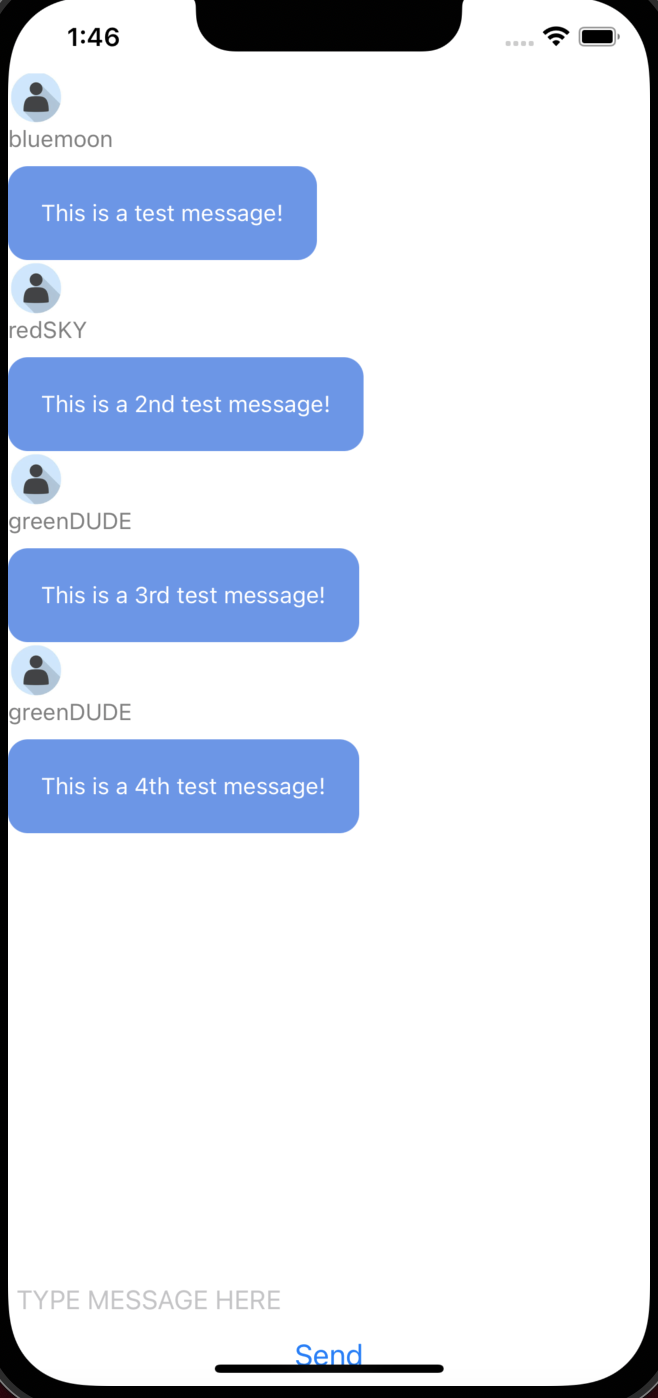 1:46
bluemoon
This is a test message!
redSKY
This is a 2nd test message!
greenDUDE
This is a 3rd test message!
greenDUDE
This is a 4th test message!
TYPE MESSAGE HERE
Send